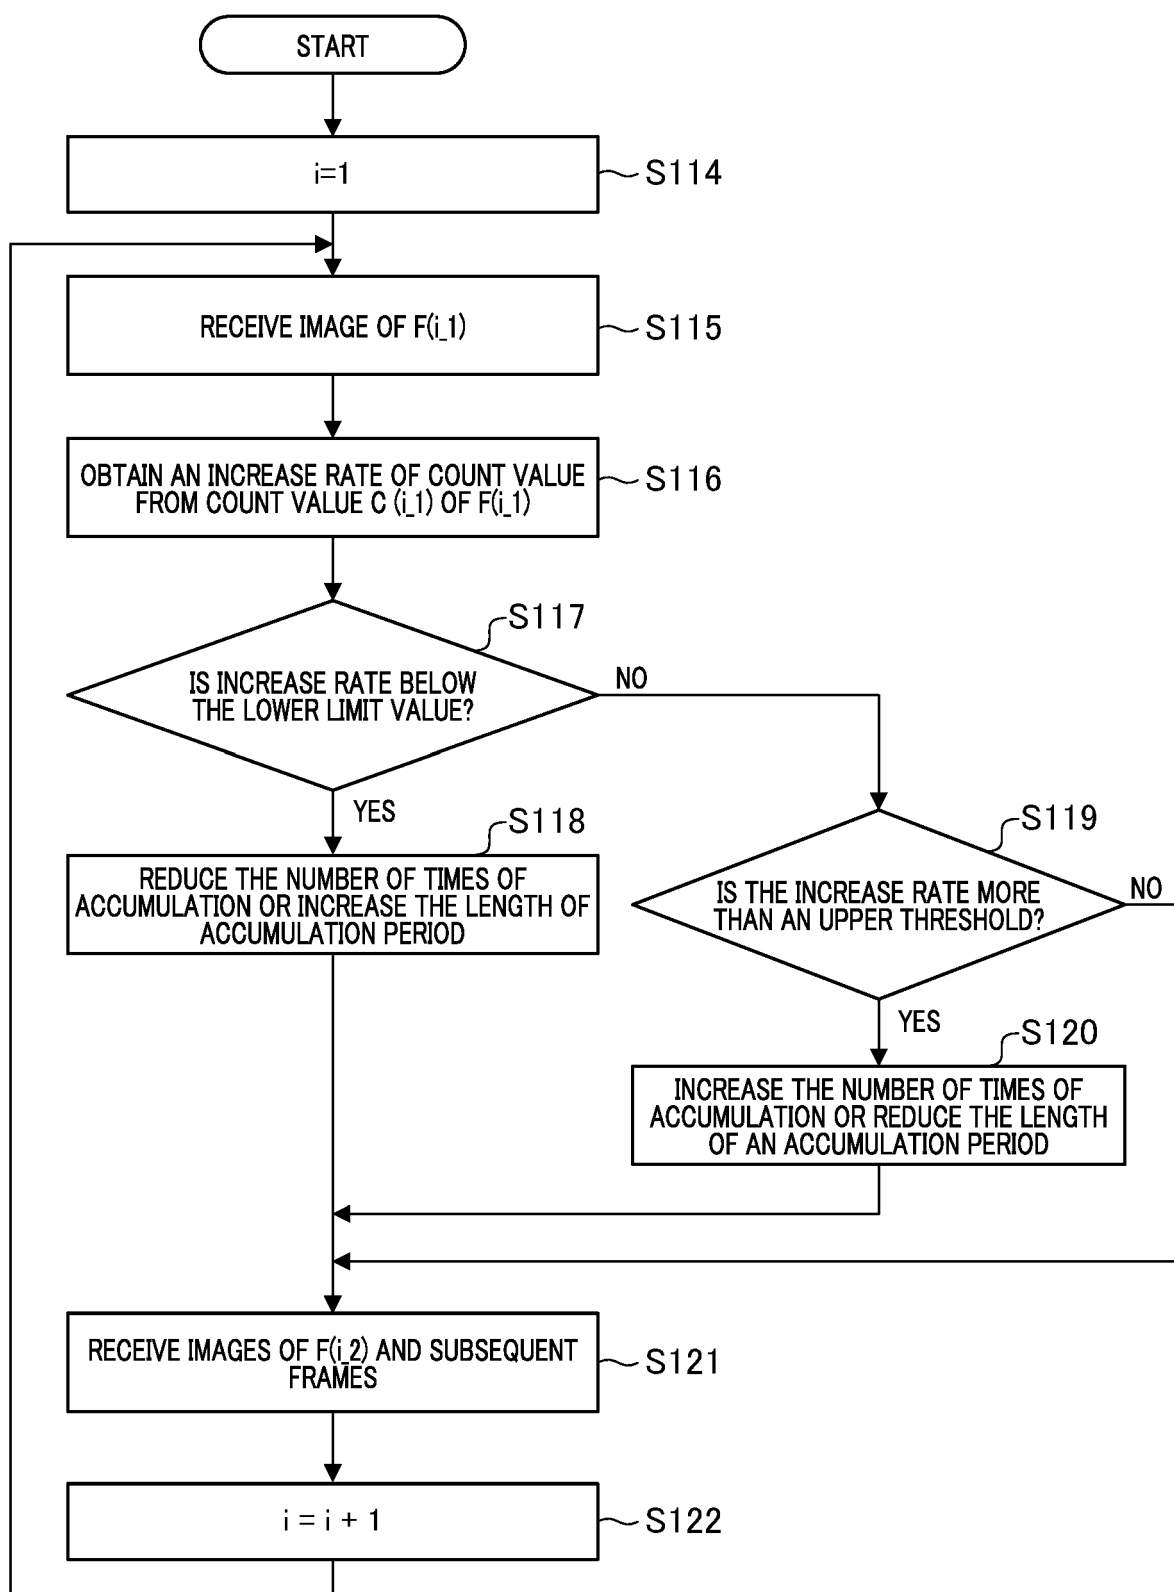 START
i=1
S114
RECEIVE IMAGE OF F(i_1)
S115
OBTAIN AN INCREASE RATE OF COUNT VALUE
FROM COUNT VALUE C (i_1) OF F(i_1)
S116
S117
IS INCREASE RATE BELOW
THE LOWER LIMIT VALUE?
NO
YES
S118
REDUCE THE NUMBER OF TIMES OF
ACCUMULATION OR INCREASE THE LENGTH OF
ACCUMULATION PERIOD
S119
IS THE INCREASE RATE MORE
THAN AN UPPER THRESHOLD?
NO
YES
S120
INCREASE THE NUMBER OF TIMES OF
ACCUMULATION OR REDUCE THE LENGTH
OF AN ACCUMULATION PERIOD
RECEIVE IMAGES OF F(i_2) AND SUBSEQUENT
FRAMES
S121
i = i + 1
S122